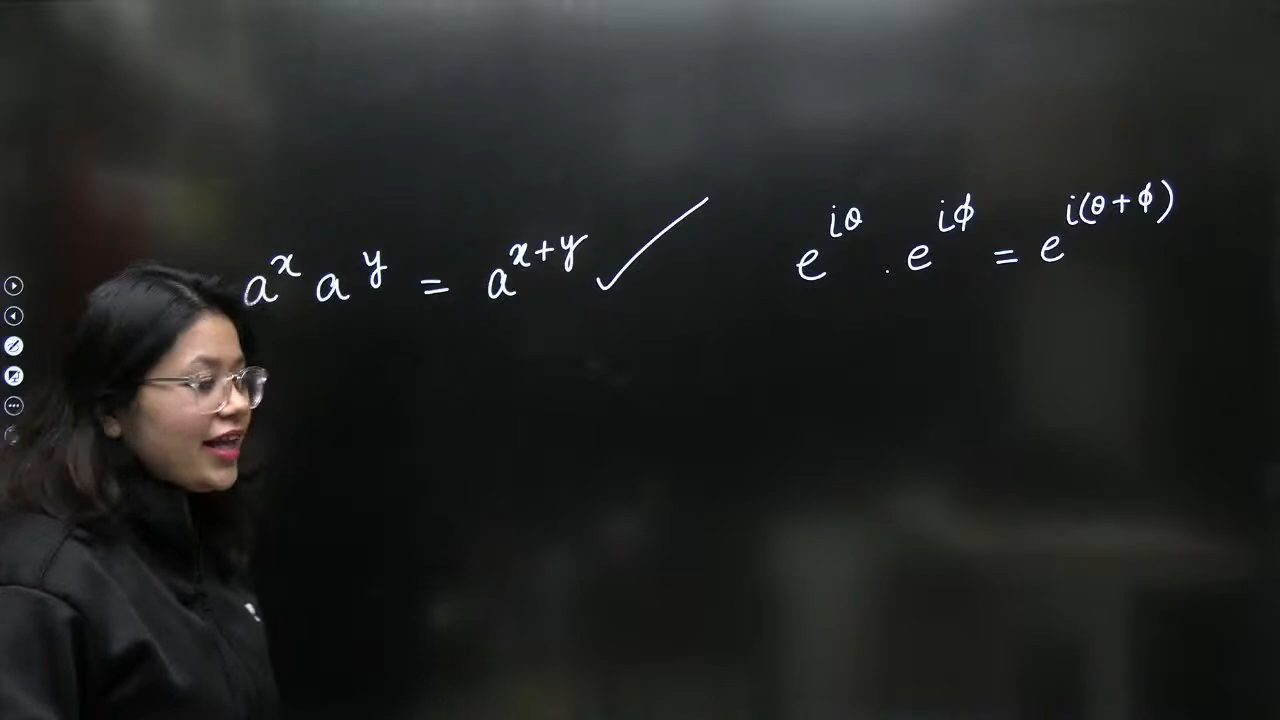 a^x a^y = a^{x+y} ✓
e^{iθ} . e^{iϕ} = e^{i(θ+ϕ)}